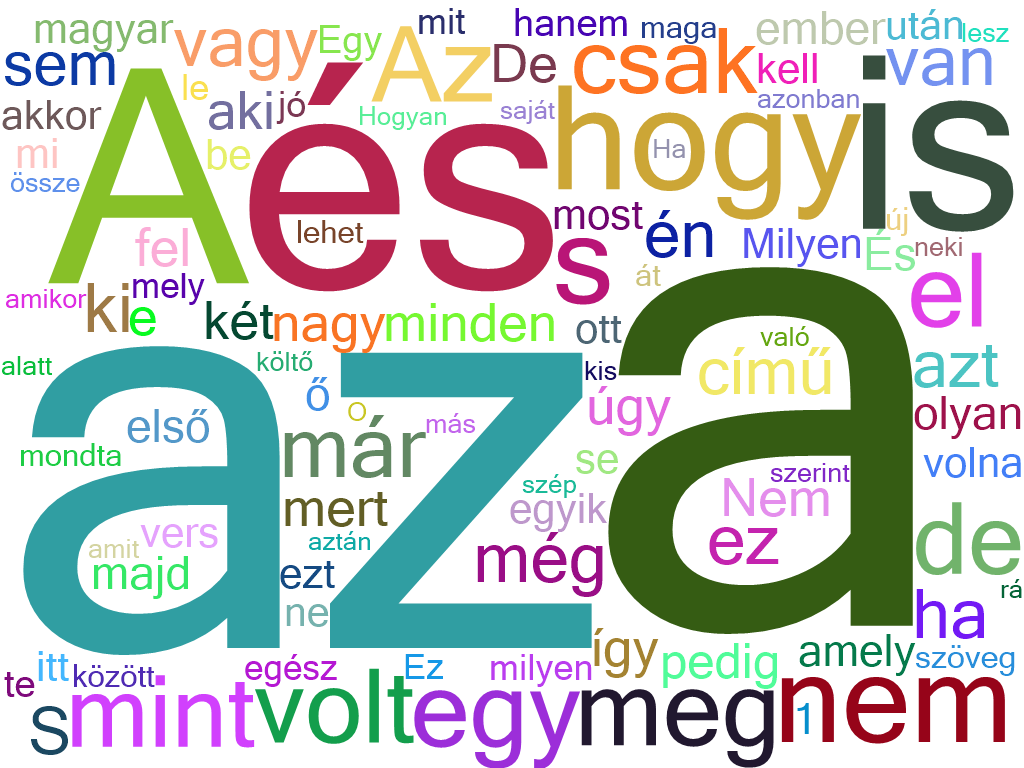 magyar vagy Egy Az mit hanem maga ember után lesz
sem le De csak kell van
akkor aki jó Hogyan saját azonban is
mi be A és hogy Ha
össze
fel lehet s most én Milyen És új neki
amikor ki mely e át el
két nagy minden ott
alatt költő ő kis való című azt
az a
első O már más úgy olyan
mondta se szerint volna
mert szép egyik Nem
amit vers aztán még ez de
majd ezt ne rá
ha
te itt között egész Ez milyen így pedig amely szöveg
S mint volt egy meg 1 nem